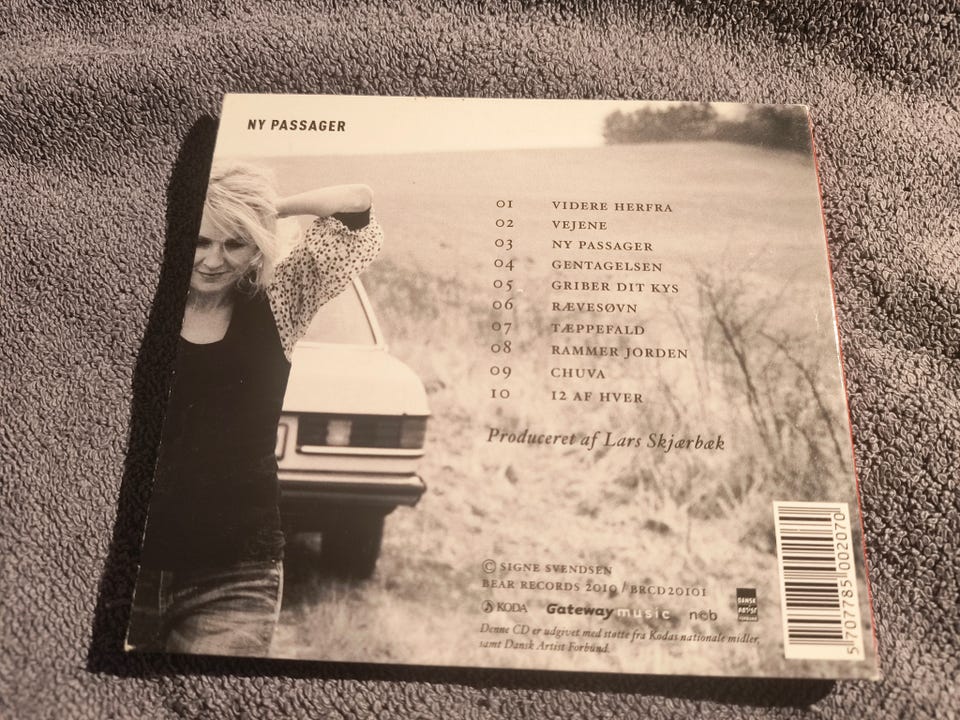 NY PASSAGER
01 VIDERE HERFRA
02 VEJENE
03 NY PASSAGER
04 GENTAGELSEN
05 GRIBER DIT KYS
06 RÆVESØVN
07 TÆPPEFALD
08 RAMMER JORDEN
09 CHUVA
10 12 AF HVER
Produceret af Lars Skjærbæk
© SIGNE SVENDSEN
BEAR RECORDS 2010 / BRCD20101
KODA Gateway music ncb
DANSK
ARTIST
FORBUND
Denne CD er udgivet med støtte fra Kodas nationale midler,
samt Dansk Artist Forbund.
5 707785 002070